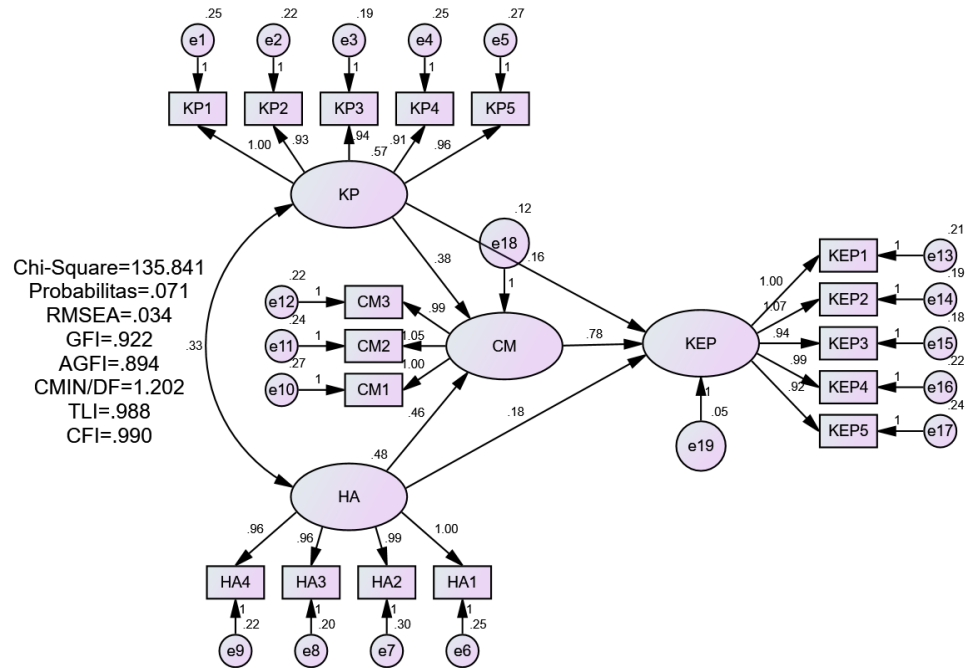 .25 .22 .19 .25 .27
e1 e2 e3 e4 e5
1 1 1 1 1
KP1 KP2 KP3 KP4 KP5
1.00 .93 .94 .91 .96
.57
KP
.12
e18
.16
1
.38
Chi-Square=135.841
Probabilitas=.071
RMSEA=.034
GFI=.922
AGFI=.894
CMIN/DF=1.202
TLI=.988
CFI=.990
.33
.22
e12 1 CM3 .99
.24
e11 1 CM2 1.05
.27
e10 1 CM1 1.00
CM
.78
KEP
.46
.18
1
.05
e19
.21
1.00 KEP1 1 e13
.19
1.07 KEP2 1 e14
.18
.94 KEP3 1 e15
.22
.99 KEP4 1 e16
.24
.92 KEP5 1 e17
.48
HA
.96 .96 .99 1.00
HA4 HA3 HA2 HA1
1 1 1 1
.22 .20 .30 .25
e9 e8 e7 e6